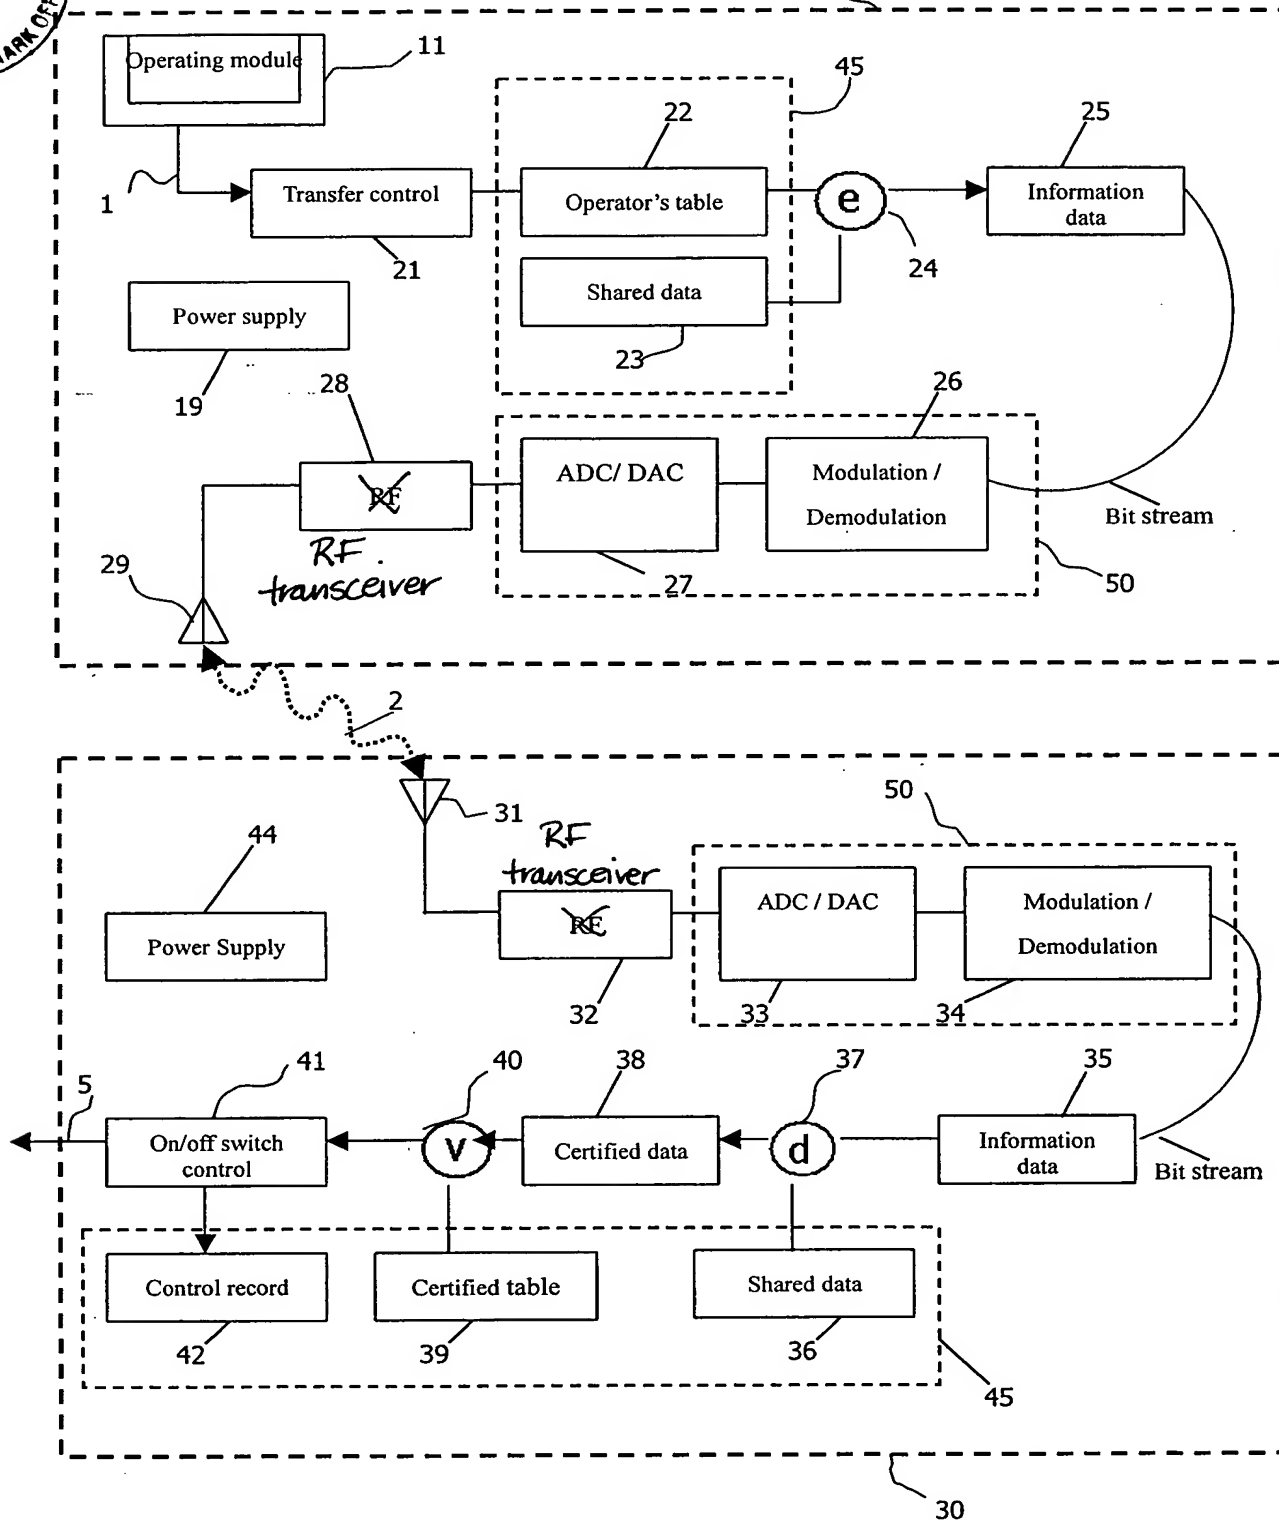 ARK OFF
Operating module
11
45
22
25
1
Transfer control
Operator's table
e
Information
data
21
24
Power supply
Shared data
23
19
28
26
RF
ADC/ DAC
Modulation /
Demodulation
Bit stream
RF
transceiver
29
27
50
2
31
50
44
RF
transceiver
Power Supply
RF
ADC / DAC
Modulation /
Demodulation
32
33
34
5
41
40
38
37
35
On/off switch
control
v
Certified data
d
Information
data
Bit stream
Control record
Certified table
Shared data
42
39
36
45
30